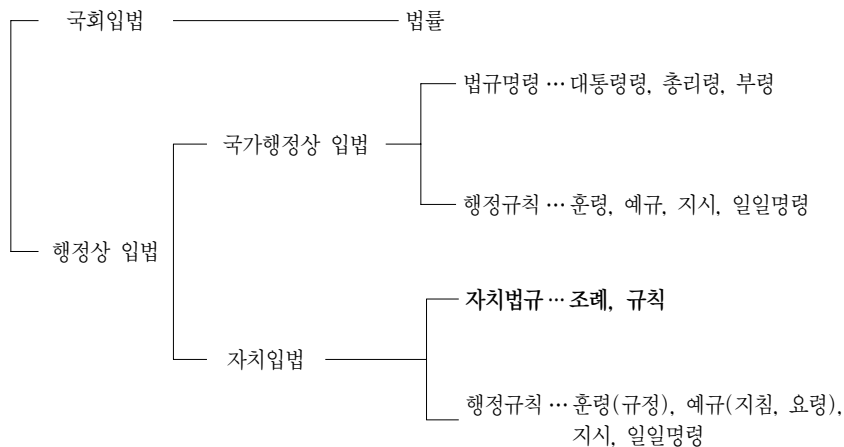 국회입법 법률
법규명령 … 대통령령, 총리령, 부령
국가행정상 입법
행정규칙 … 훈령, 예규, 지시, 일일명령
행정상 입법
자치법규 … 조례, 규칙
자치입법
행정규칙 … 훈령(규정), 예규(지침, 요령),
지시, 일일명령